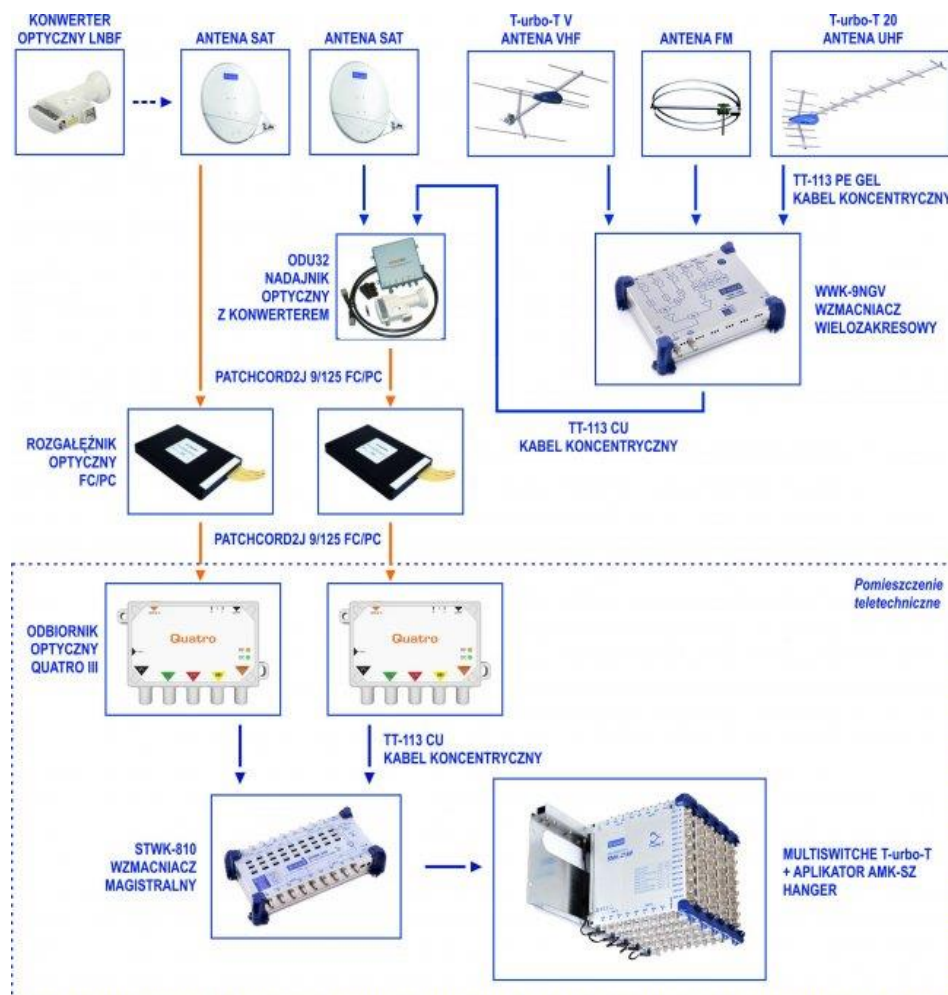 KONWERTER
OPTYCZNY LNBF
ANTENA SAT
ANTENA SAT
T-urbo-T V
ANTENA VHF
ANTENA FM
T-urbo-T 20
ANTENA UHF
TT-113 PE GEL
KABEL KONCENTRYCZNY
ODU32
NADAJNIK
OPTYCZNY
Z KONWERTEREM
WWK-9NGV
WZMACNIACZ
WIELOZAKRESOWY
PATCHCORD2J 9/125 FC/PC
TT-113 CU
KABEL KONCENTRYCZNY
ROZGAŁĘŹNIK
OPTYCZNY
FC/PC
PATCHCORD2J 9/125 FC/PC
Pomieszczenie
teletechniczne
ODBIORNIK
OPTYCZNY
QUATRO III
Quatro
Quatro
TT-113 CU
KABEL KONCENTRYCZNY
STWK-810
WZMACNIACZ
MAGISTRALNY
MULTISWITCHE T-urbo-T
+ APLIKATOR AMK-SZ
HANGER